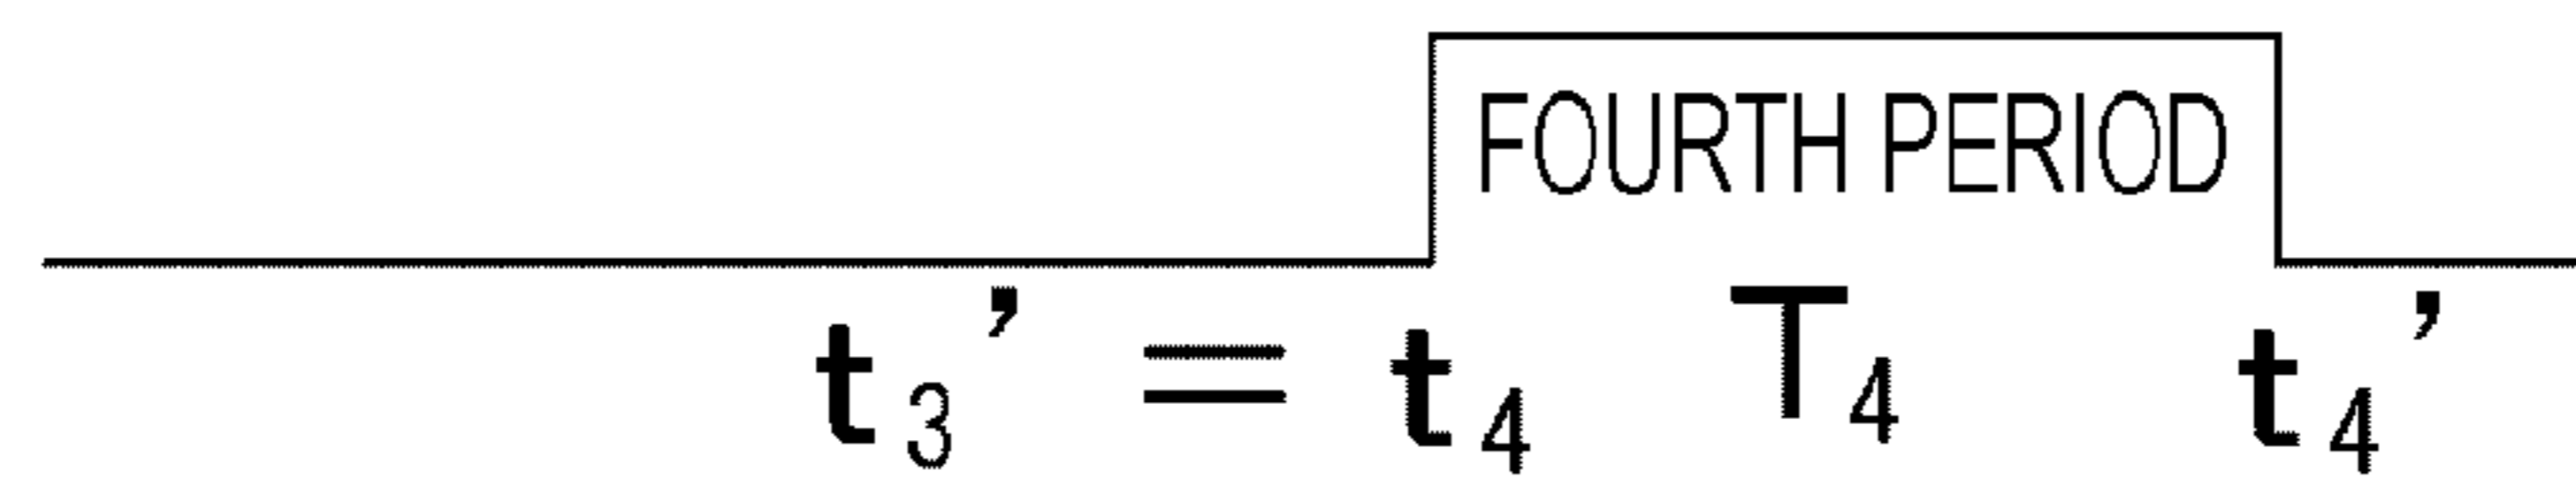 FOURTH PERIOD
t₃’ = t₄ T₄ t₄’